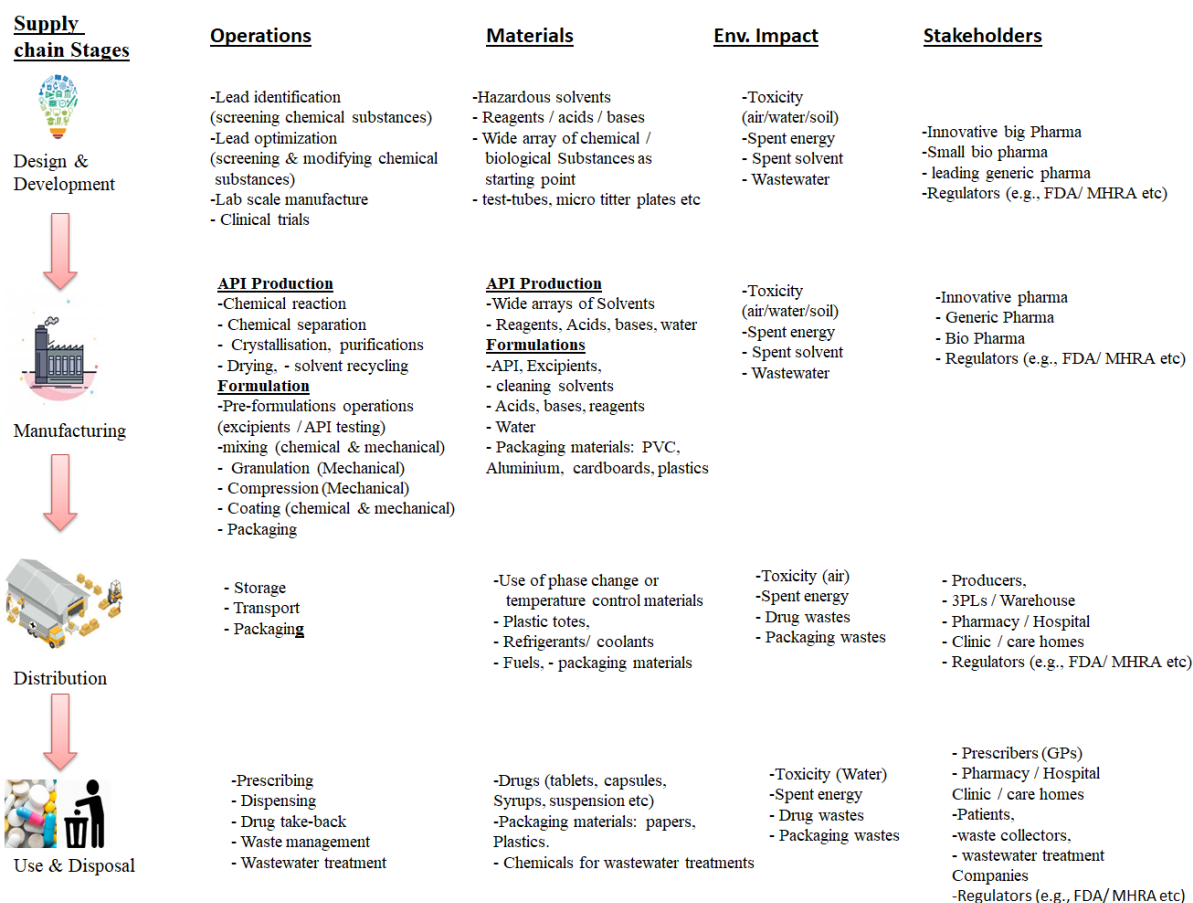 Supply
chain Stages
Operations
Materials
Env. Impact
Stakeholders
Design &
Development
-Lead identification
(screening chemical substances)
-Lead optimization
(screening & modifying chemical
substances)
-Lab scale manufacture
- Clinical trials
-Hazardous solvents
- Reagents / acids / bases
- Wide array of chemical /
biological Substances as
starting point
- test-tubes, micro titter plates etc
-Toxicity
(air/water/soil)
-Spent energy
- Spent solvent
- Wastewater
-Innovative big Pharma
-Small bio pharma
- leading generic pharma
-Regulators (e.g., FDA/ MHRA etc)
Manufacturing
API Production
-Chemical reaction
- Chemical separation
- Crystallisation, purifications
- Drying, - solvent recycling
Formulation
-Pre-formulations operations
(excipients / API testing)
-mixing (chemical & mechanical)
- Granulation (Mechanical)
- Compression (Mechanical)
- Coating (chemical & mechanical)
- Packaging
API Production
-Wide arrays of Solvents
- Reagents, Acids, bases, water
Formulations
-API, Excipients,
- cleaning solvents
- Acids, bases, reagents
- Water
- Packaging materials: PVC,
Aluminium, cardboards, plastics
-Toxicity
(air/water/soil)
-Spent energy
- Spent solvent
- Wastewater
- Innovative pharma
- Generic Pharma
- Bio Pharma
- Regulators (e.g., FDA/ MHRA etc)
Distribution
- Storage
- Transport
- Packaging
-Use of phase change or
temperature control materials
- Plastic totes,
- Refrigerants/ coolants
- Fuels, - packaging materials
-Toxicity (air)
-Spent energy
- Drug wastes
- Packaging wastes
- Producers,
- 3PLs / Warehouse
- Pharmacy / Hospital
- Clinic / care homes
- Regulators (e.g., FDA/ MHRA etc)
Use & Disposal
-Prescribing
- Dispensing
- Drug take-back
- Waste management
- Wastewater treatment
-Drugs (tablets, capsules,
Syrups, suspension etc)
-Packaging materials: papers,
Plastics.
- Chemicals for wastewater treatments
-Toxicity (Water)
-Spent energy
- Drug wastes
- Packaging wastes
- Prescribers (GPs)
- Pharmacy / Hospital
Clinic / care homes
-Patients,
-waste collectors,
- wastewater treatment
Companies
-Regulators (e.g., FDA/ MHRA etc)